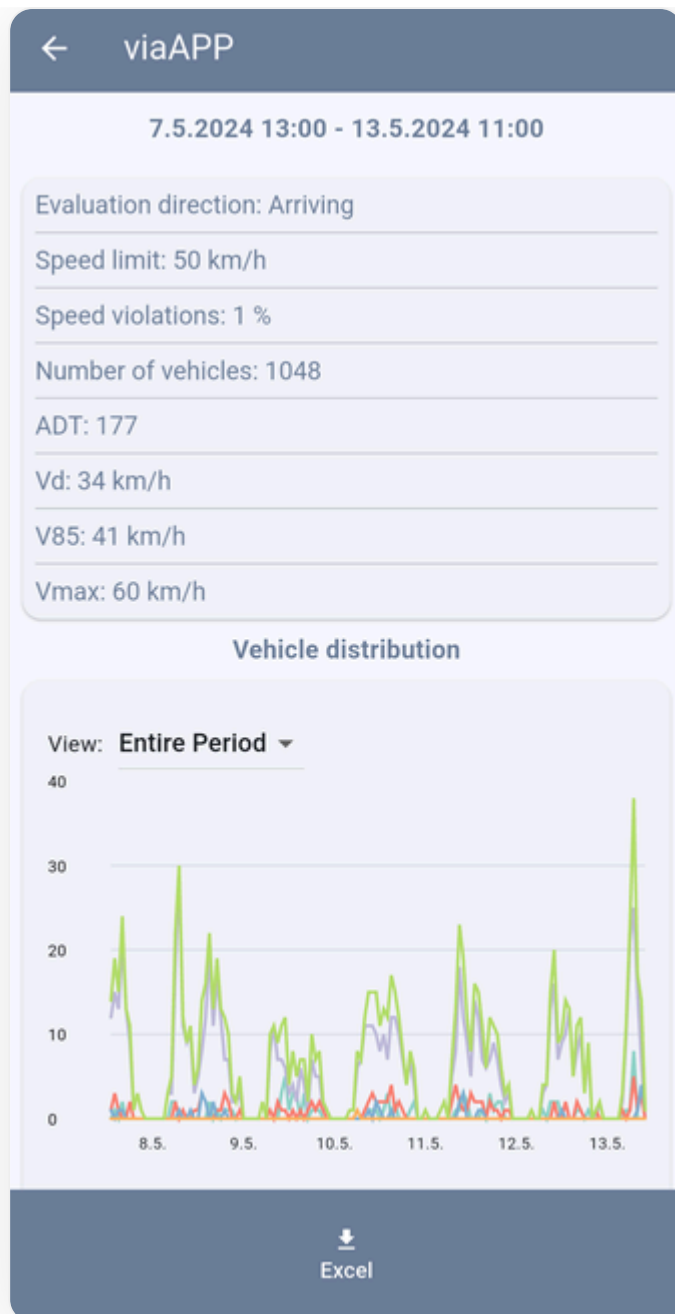 viaAPP
7.5.2024 13:00 - 13.5.2024 11:00
Evaluation direction: Arriving
Speed limit: 50 km/h
Speed violations: 1 %
Number of vehicles: 1048
ADT: 177
Vd: 34 km/h
V85: 41 km/h
Vmax: 60 km/h
Vehicle distribution
View: Entire Period
40
30
20
10
0
8.5. 9.5. 10.5. 11.5. 12.5. 13.5.
Excel